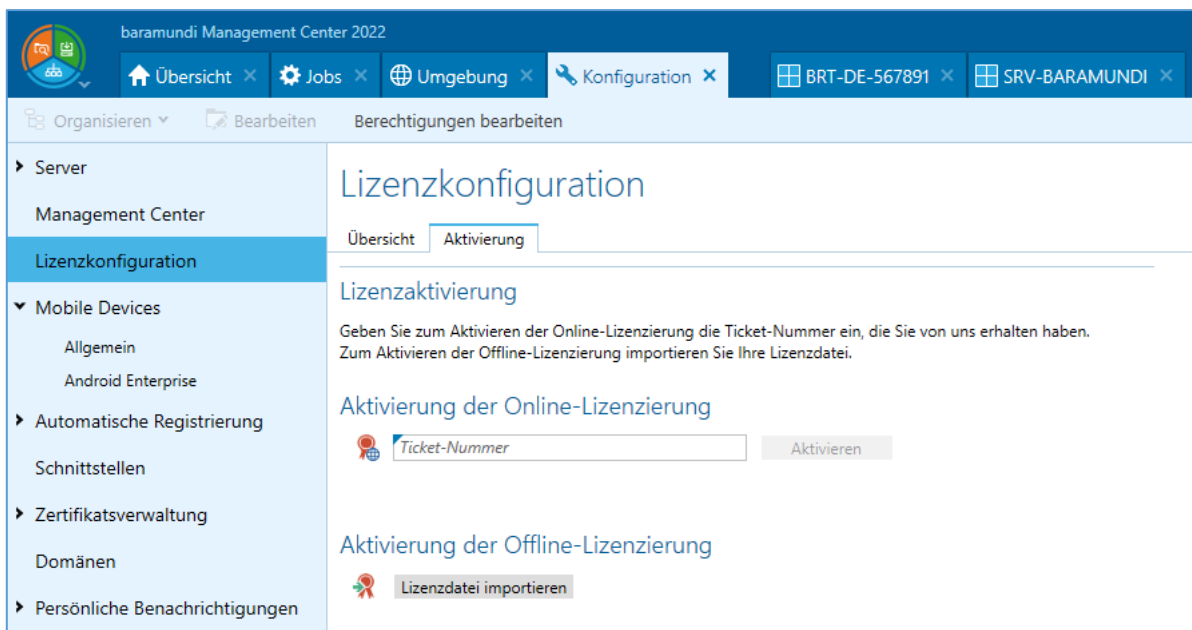 baramundi Management Center 2022
Übersicht Jobs Umgebung Konfiguration BRT-DE-567891 SRV-BARAMUNDI
Organisieren Bearbeiten Berechtigungen bearbeiten
Server
Management Center
Lizenzkonfiguration
Mobile Devices
Allgemein
Android Enterprise
Automatische Registrierung
Schnittstellen
Zertifikatsverwaltung
Domänen
Persönliche Benachrichtigungen
Lizenzkonfiguration
Übersicht Aktivierung
Lizenzaktivierung
Geben Sie zum Aktivieren der Online-Lizenzierung die Ticket-Nummer ein, die Sie von uns erhalten haben.
Zum Aktivieren der Offline-Lizenzierung importieren Sie Ihre Lizenzdatei.
Aktivierung der Online-Lizenzierung
Ticket-Nummer Aktivieren
Aktivierung der Offline-Lizenzierung
Lizenzdatei importieren